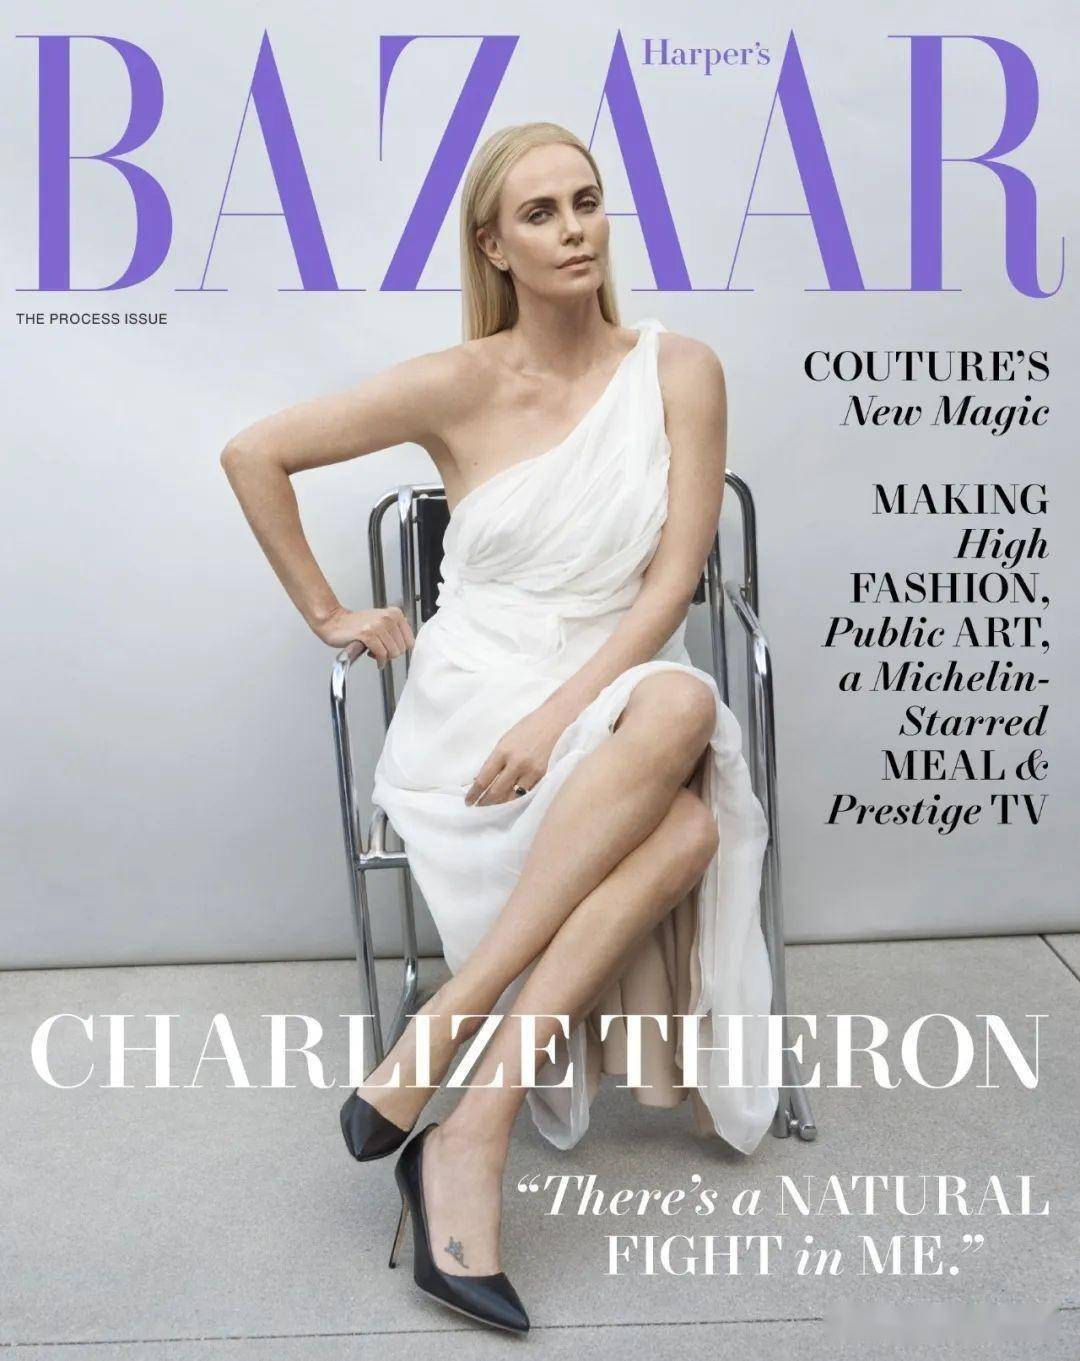 Harper's
BAZAAR
THE PROCESS ISSUE
COUTURE'S
New Magic
MAKING
High
FASHION,
Public ART,
a Michelin-
Starred
MEAL &
Prestige TV
CHARLIZE THERON
“There's a NATURAL
FIGHT in ME.”